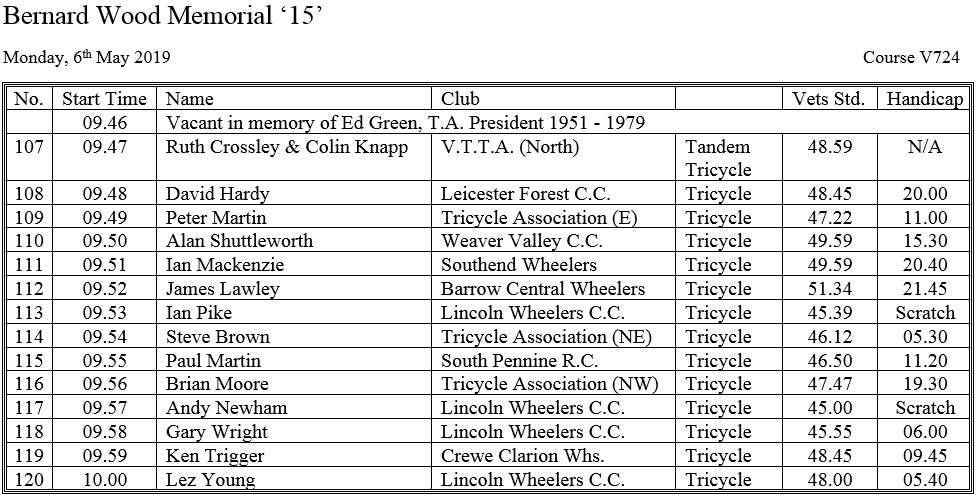 Bernard Wood Memorial ‘15’
Monday, 6th May 2019 Course V724
No. Start Time Name Club Vets Std. Handicap
09.46 Vacant in memory of Ed Green, T.A. President 1951 - 1979
107 09.47 Ruth Crossley & Colin Knapp V.T.T.A. (North) Tandem 48.59 N/A
Tricycle
108 09.48 David Hardy Leicester Forest C.C. Tricycle 48.45 20.00
109 09.49 Peter Martin Tricycle Association (E) Tricycle 47.22 11.00
110 09.50 Alan Shuttleworth Weaver Valley C.C. Tricycle 49.59 15.30
111 09.51 Ian Mackenzie Southend Wheelers Tricycle 49.59 20.40
112 09.52 James Lawley Barrow Central Wheelers Tricycle 51.34 21.45
113 09.53 Ian Pike Lincoln Wheelers C.C. Tricycle 45.39 Scratch
114 09.54 Steve Brown Tricycle Association (NE) Tricycle 46.12 05.30
115 09.55 Paul Martin South Pennine R.C. Tricycle 46.50 11.20
116 09.56 Brian Moore Tricycle Association (NW) Tricycle 47.47 19.30
117 09.57 Andy Newham Lincoln Wheelers C.C. Tricycle 45.00 Scratch
118 09.58 Gary Wright Lincoln Wheelers C.C. Tricycle 45.55 06.00
119 09.59 Ken Trigger Crewe Clarion Whs. Tricycle 48.45 09.45
120 10.00 Lez Young Lincoln Wheelers C.C. Tricycle 48.00 05.40